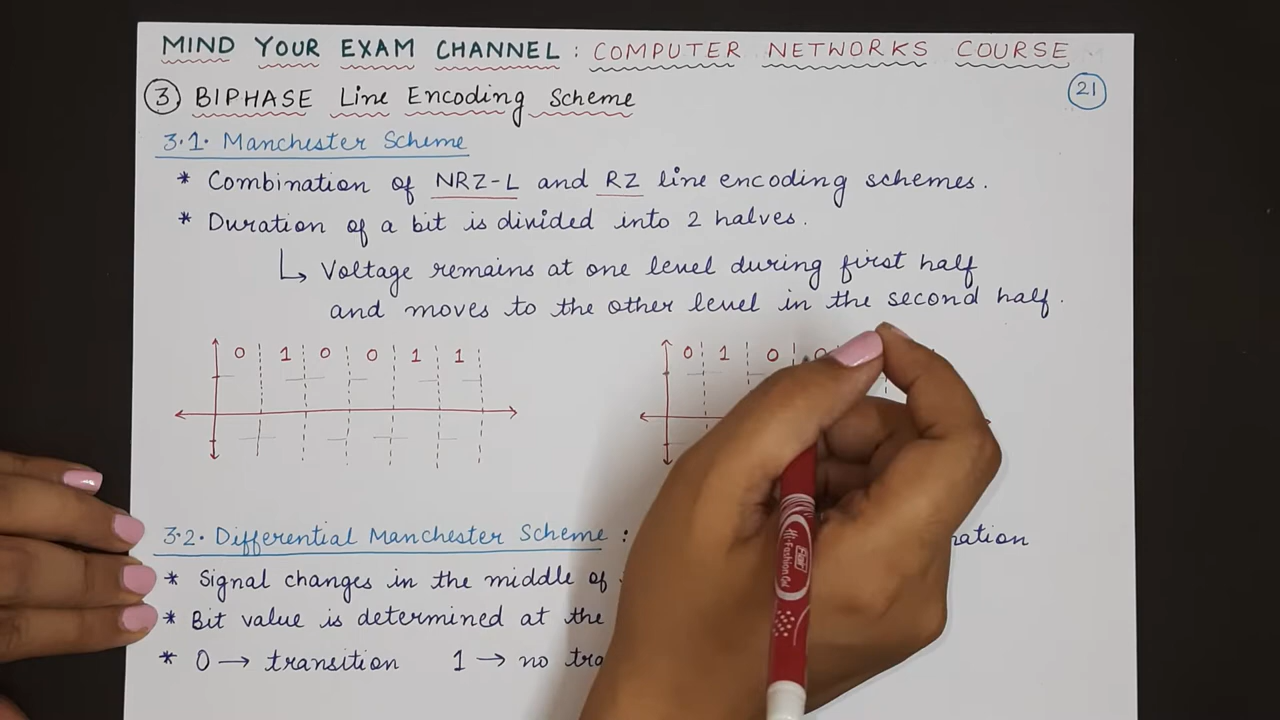 MIND YOUR EXAM CHANNEL : COMPUTER NETWORKS COURSE
21
3 BIPHASE Line Encoding Scheme
3.1. Manchester Scheme
* Combination of NRZ-L and RZ line encoding schemes.
* Duration of a bit is divided into 2 halves.
↳ Voltage remains at one level during first half
and moves to the other level in the second half.
0 1 0 0 1 1 0 1 0 0
3.2. Differential Manchester Scheme :
* Signal changes in the middle of
* Bit value is determined at the
* 0 → transition 1 → no
Hi-Fashion Gel